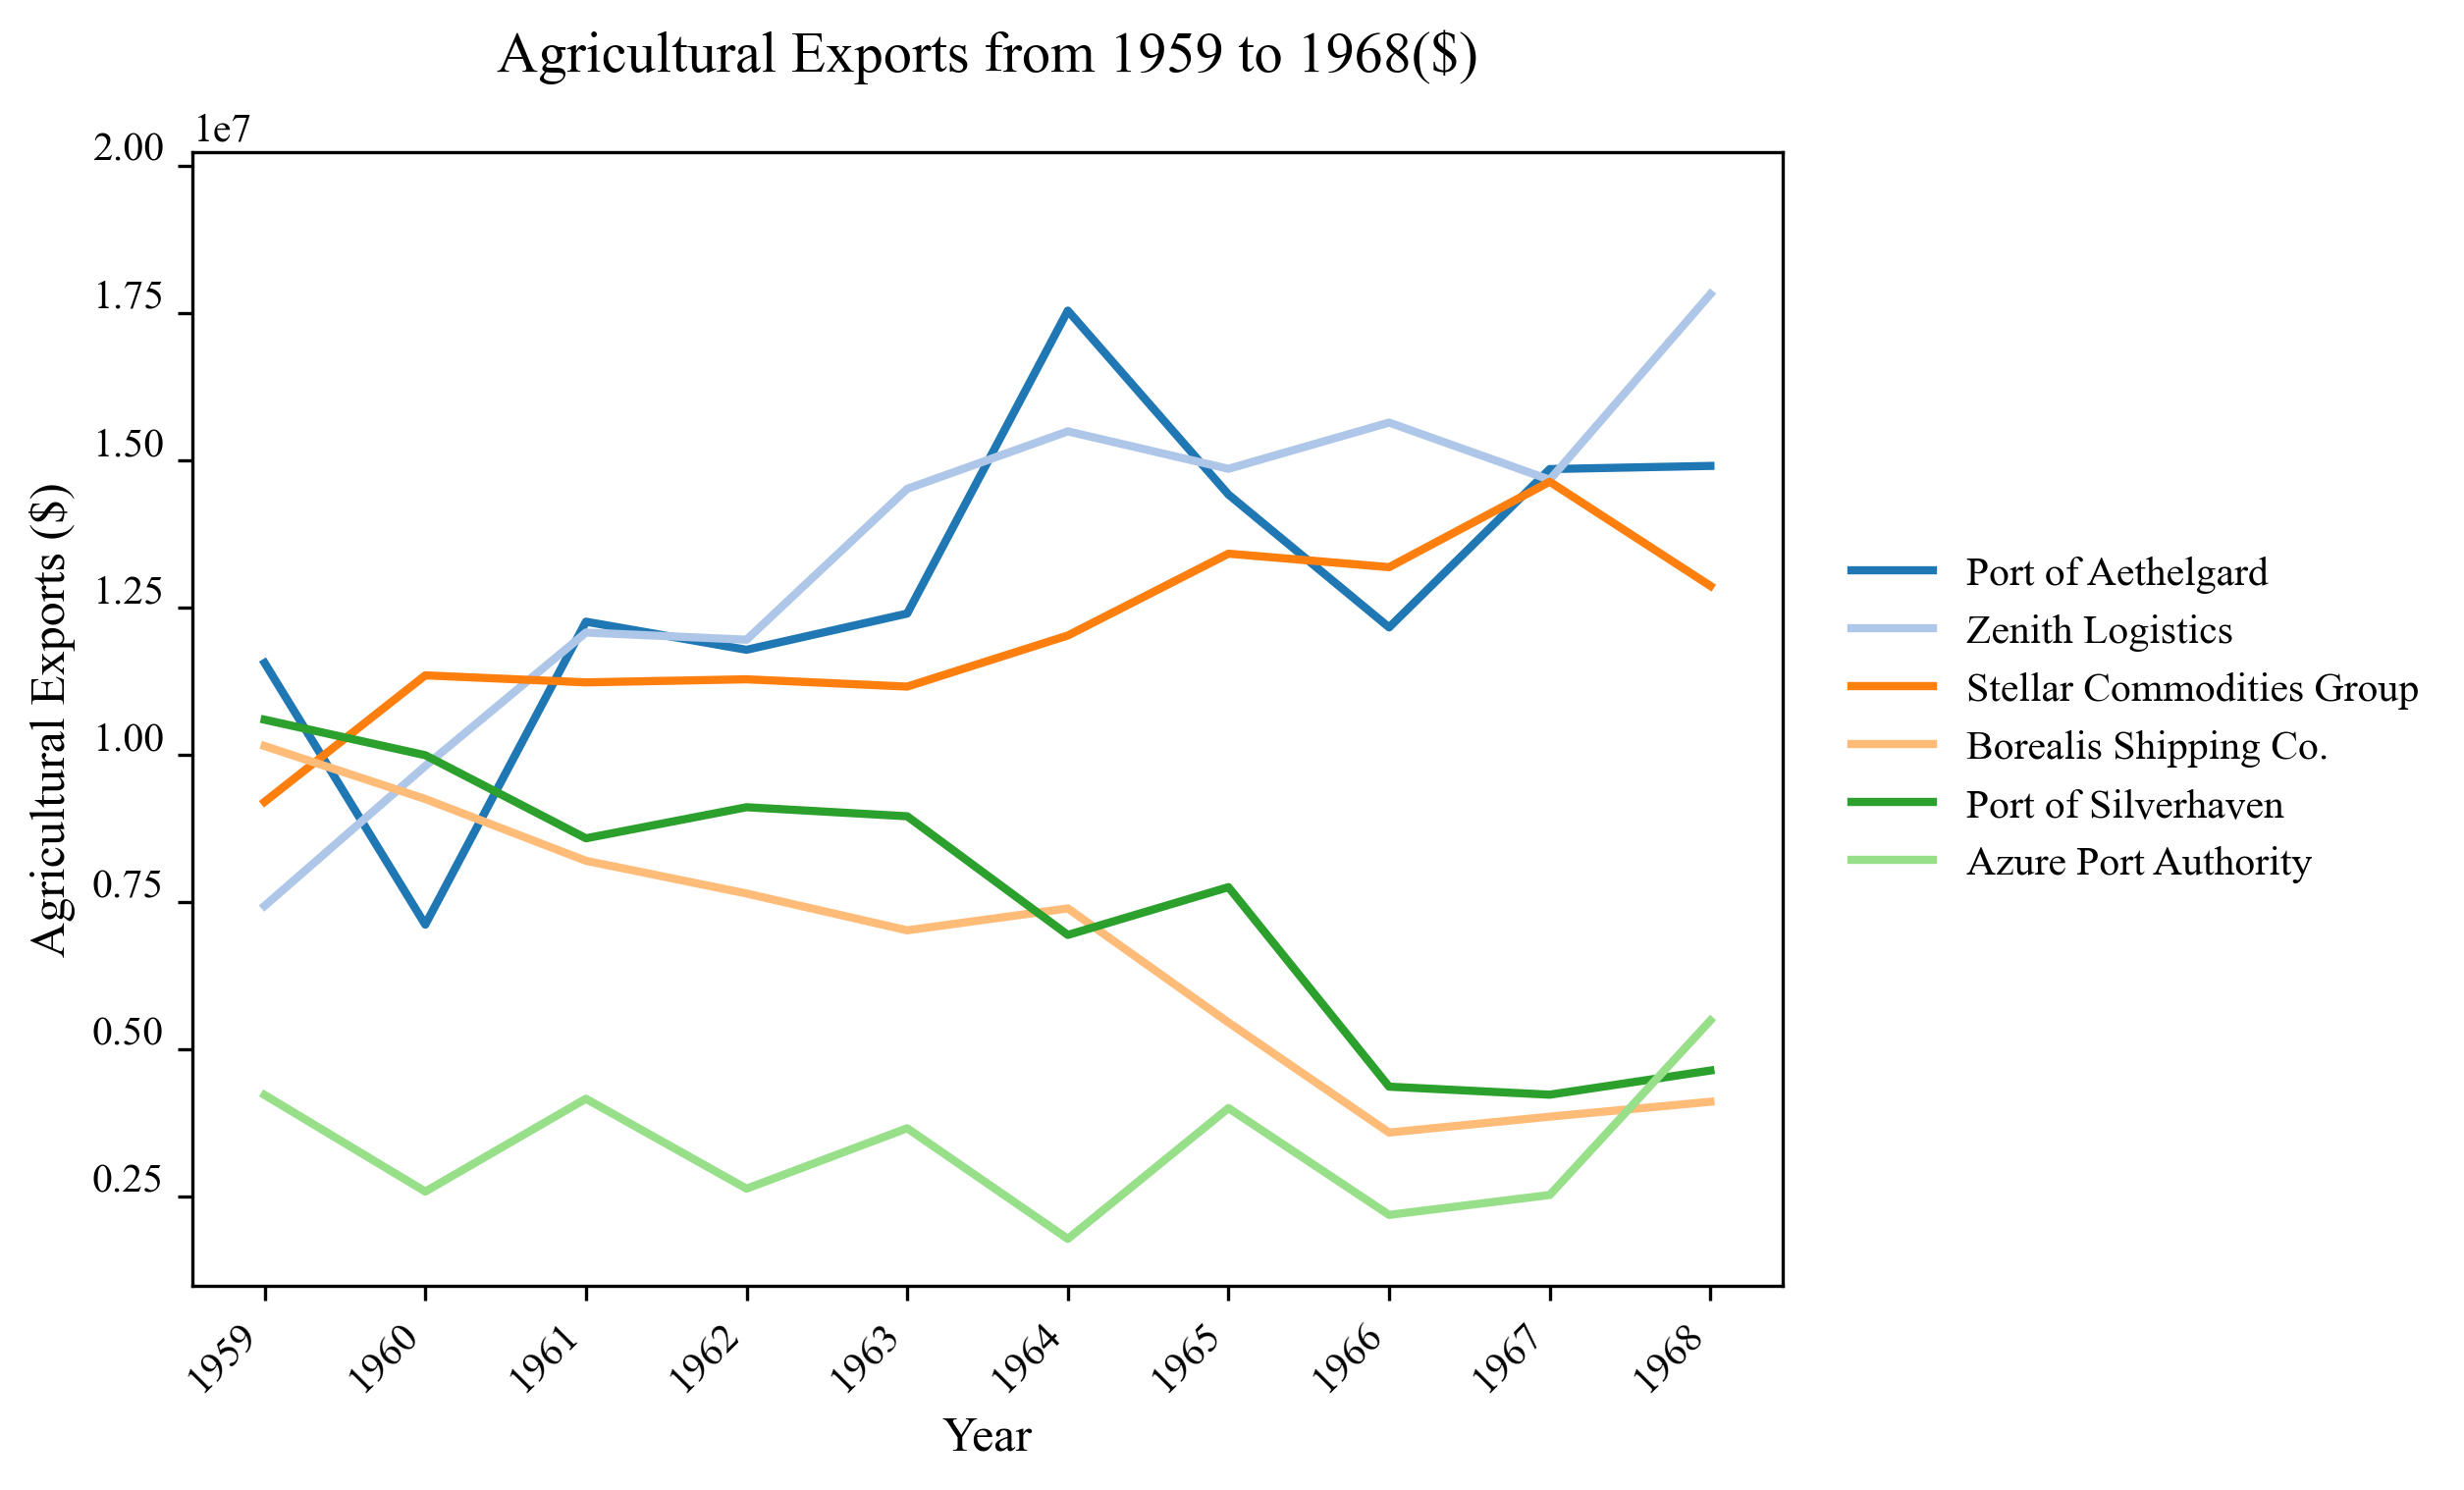 Agricultural Exports from 1959 to 1968($)
1e7
2.00
1.75
1.50
1.25
1.00
0.75
0.50
0.25
Agricultural Exports ($)
Port of Aethelgard
Zenith Logistics
Stellar Commodities Group
Borealis Shipping Co.
Port of Silverhaven
Azure Port Authority
1959
1960
1961
1962
1963
1964
1965
1966
1967
1968
Year